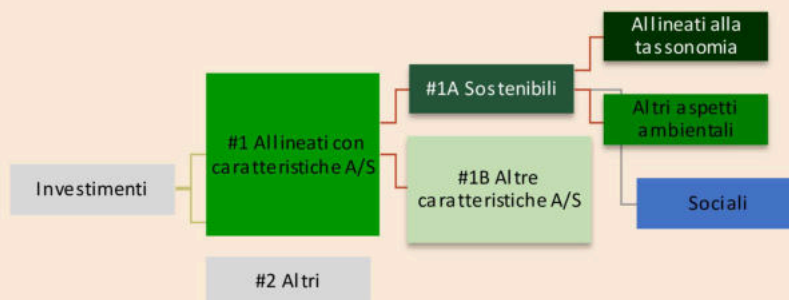 Investimenti
#1 Allineati con
caratteristiche A/S
#2 Altri
#1A Sostenibili
#1B Altre
caratteristiche A/S
Allineati alla
tassonomia
Altri aspetti
ambientali
Sociali